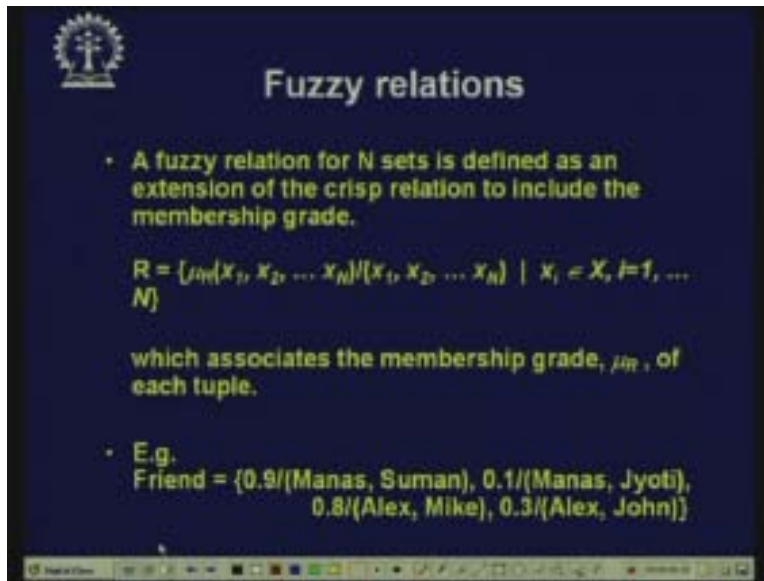 Fuzzy relations
• A fuzzy relation for N sets is defined as an
extension of the crisp relation to include the
membership grade.
R = {μR(x1, x2, ... xN)/(x1, x2, ... xN) | xi ∈ X, i=1, ...
N}
which associates the membership grade, μR , of
each tuple.
• E.g.
Friend = {0.9/(Manas, Suman), 0.1/(Manas, Jyoti),
0.8/(Alex, Mike), 0.3/(Alex, John)}